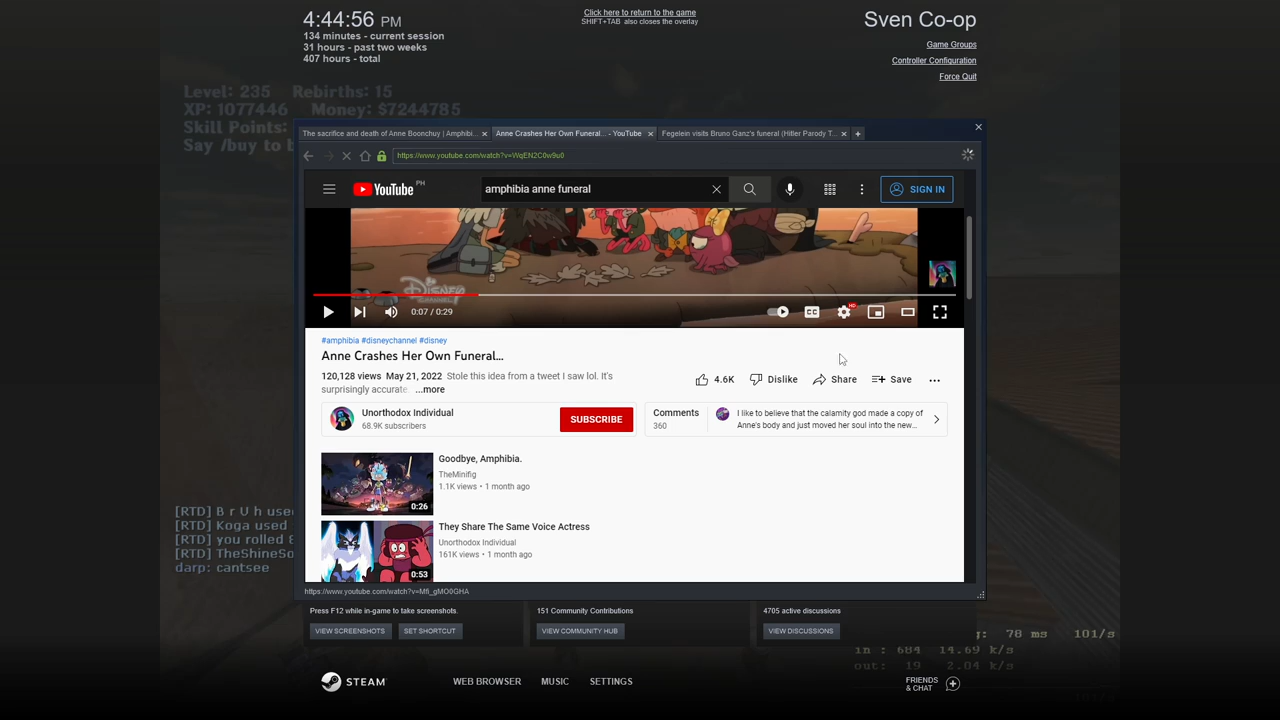 4:44:56 PM
134 minutes - current session
31 hours - past two weeks
407 hours - total
Click here to return to the game
SHIFT+TAB also closes the overlay
Sven Co-op
Game Groups
Controller Configuration
Force Quit
Level: 235 Rebirths: 15
XP: 1077446 Money: $7244785
Skill Points:
Say /buy to b
The sacrifice and death of Anne Boonchuy | Amphibi...
Anne Crashes Her Own Funeral... - YouTube
Fegelein visits Bruno Ganz's funeral (Hitler Parody T...
https://www.youtube.com/watch?v=WqEN2C0w9u0
YouTube PH
amphibia anne funeral
SIGN IN
Disney
CHANNEL
0:07 / 0:29
CC
HD
#amphibia #disneychannel #disney
Anne Crashes Her Own Funeral...
120,128 views May 21, 2022 Stole this idea from a tweet I saw lol. It's
surprisingly accurate ...more
4.6K
Dislike
Share
Save
Unorthodox Individual
68.9K subscribers
SUBSCRIBE
Comments
360
I like to believe that the calamity god made a copy of
Anne's body and just moved her soul into the new...
Goodbye, Amphibia.
TheMinifig
1.1K views • 1 month ago
0:26
They Share The Same Voice Actress
Unorthodox Individual
161K views • 1 month ago
0:53
https://www.youtube.com/watch?v=Mfi_gMO0GHA
[RTD] B r V h used
[RTD] Koga used
[RTD] you rolled
[RTD] TheShineSo
darp: cantsee
Press F12 while in-game to take screenshots.
VIEW SCREENSHOTS
SET SHORTCUT
151 Community Contributions
VIEW COMMUNITY HUB
4705 active discussions
VIEW DISCUSSIONS
g: 78 ms 101/s
in : 684 14.69 k/s
out: 19 2.04 k/s
STEAM
WEB BROWSER
MUSIC
SETTINGS
FRIENDS
& CHAT